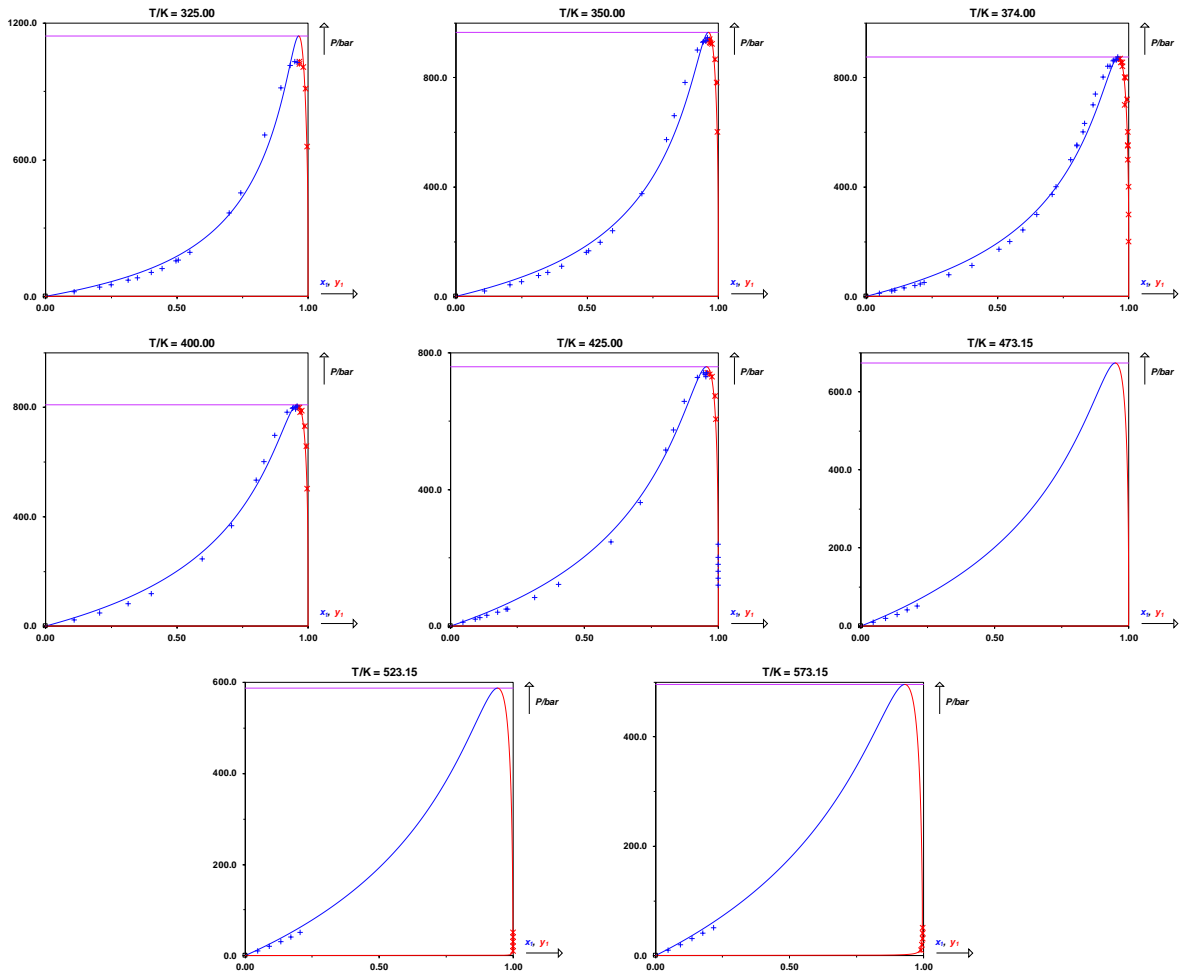 T/K = 325.00
1200.0
800.0
600.0
400.0
0.0
0.00
0.50
1.00
P/bar
x₁, y₁
T/K = 350.00
800.0
400.0
0.0
0.00
0.50
1.00
P/bar
x₁, y₁
T/K = 374.00
800.0
400.0
0.0
0.00
0.50
1.00
P/bar
x₁, y₁
T/K = 400.00
800.0
400.0
0.0
0.00
0.50
1.00
P/bar
x₁, y₁
T/K = 425.00
800.0
400.0
0.0
0.00
0.50
1.00
P/bar
x₁, y₁
T/K = 473.15
600.0
400.0
200.0
0.0
0.00
0.50
1.00
P/bar
x₁, y₁
T/K = 523.15
600.0
400.0
200.0
0.0
0.00
0.50
1.00
P/bar
x₁, y₁
T/K = 573.15
400.0
200.0
0.0
0.00
0.50
1.00
P/bar
x₁, y₁